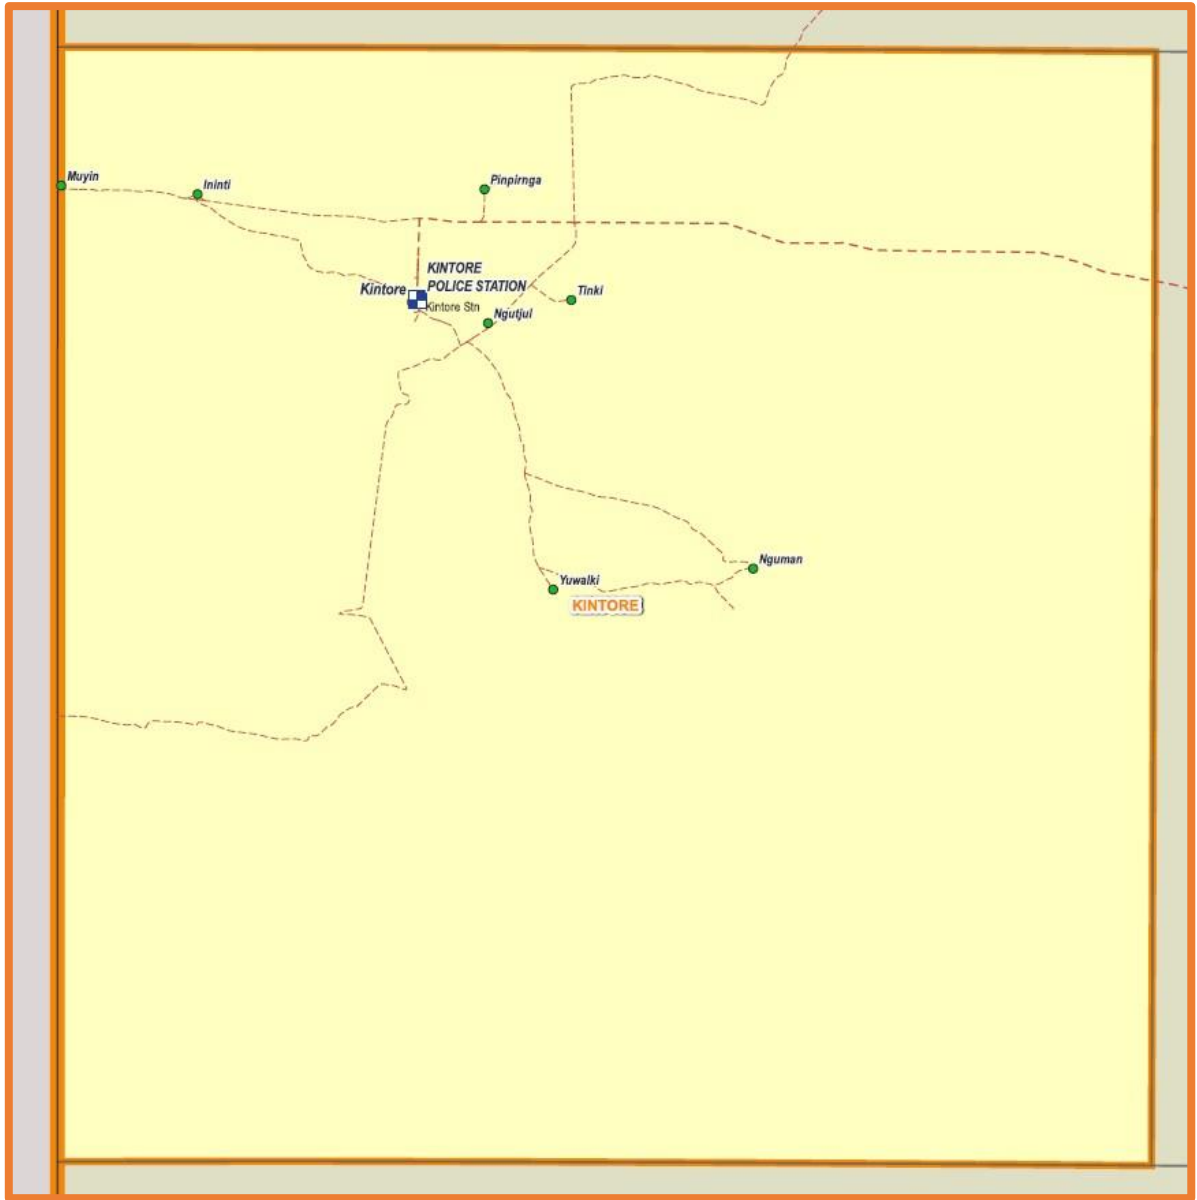 Muyin
Ininti
Pinpirnga
KINTORE
POLICE STATION
Kintore
Kintore Stn
Tinki
Ngutjul
Nguman
Yuwalki
KINTORE